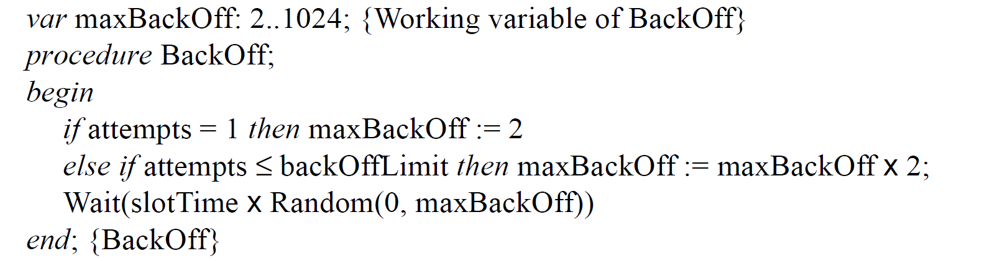 var maxBackOff: 2..1024; {Working variable of BackOff}
procedure BackOff;
begin
if attempts = 1 then maxBackOff := 2
else if attempts ≤ backOffLimit then maxBackOff := maxBackOff x 2;
Wait(slotTime x Random(0, maxBackOff))
end; {BackOff}